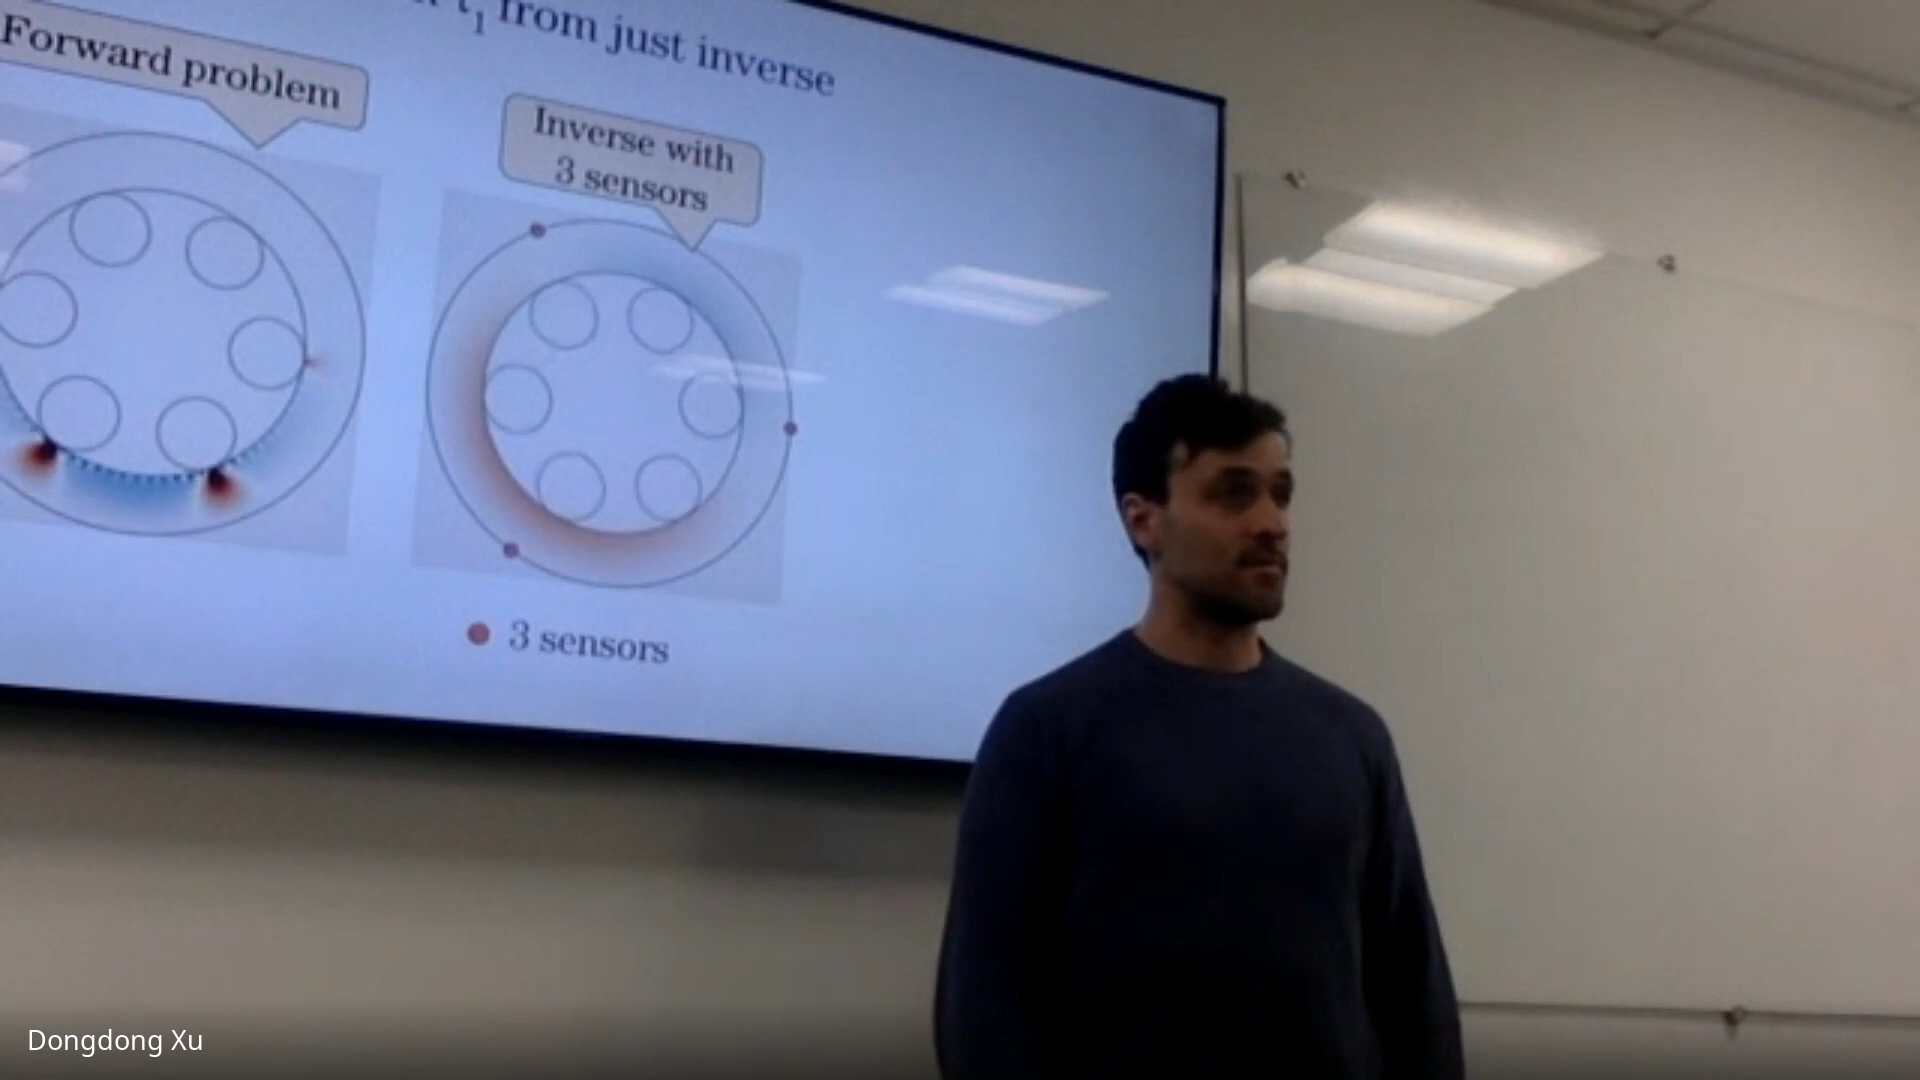 from just inverse
Forward problem
Inverse with
3 sensors
3 sensors
Dongdong Xu